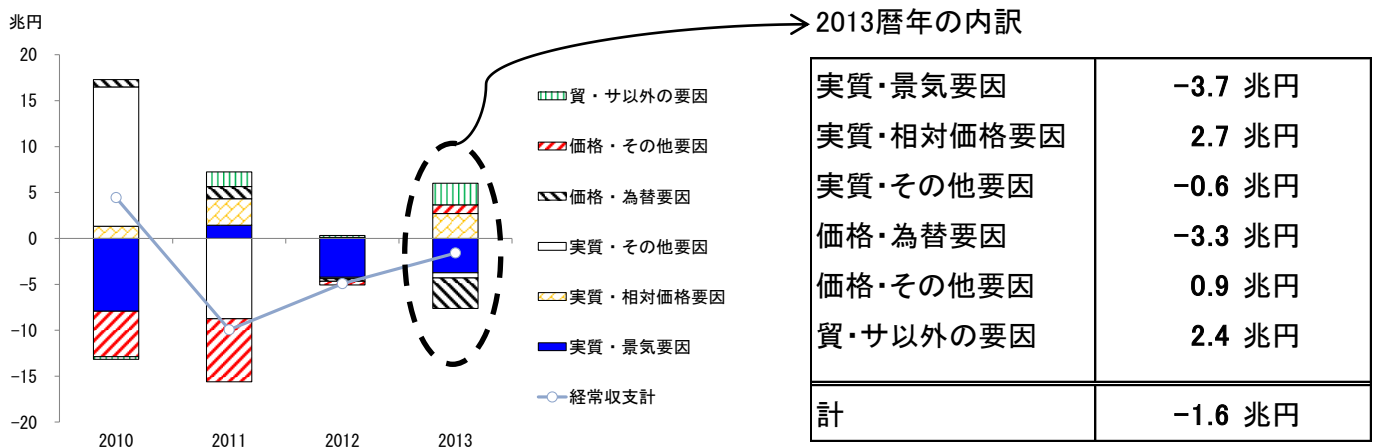 兆円
20
15
10
5
0
-5
-10
-15
-20
2010 2011 2012 2013
貿・サ以外の要因
価格・その他要因
価格・為替要因
実質・その他要因
実質・相対価格要因
実質・景気要因
経常収支計
2013暦年の内訳
実質・景気要因 -3.7 兆円
実質・相対価格要因 2.7 兆円
実質・その他要因 -0.6 兆円
価格・為替要因 -3.3 兆円
価格・その他要因 0.9 兆円
貿・サ以外の要因 2.4 兆円
計 -1.6 兆円